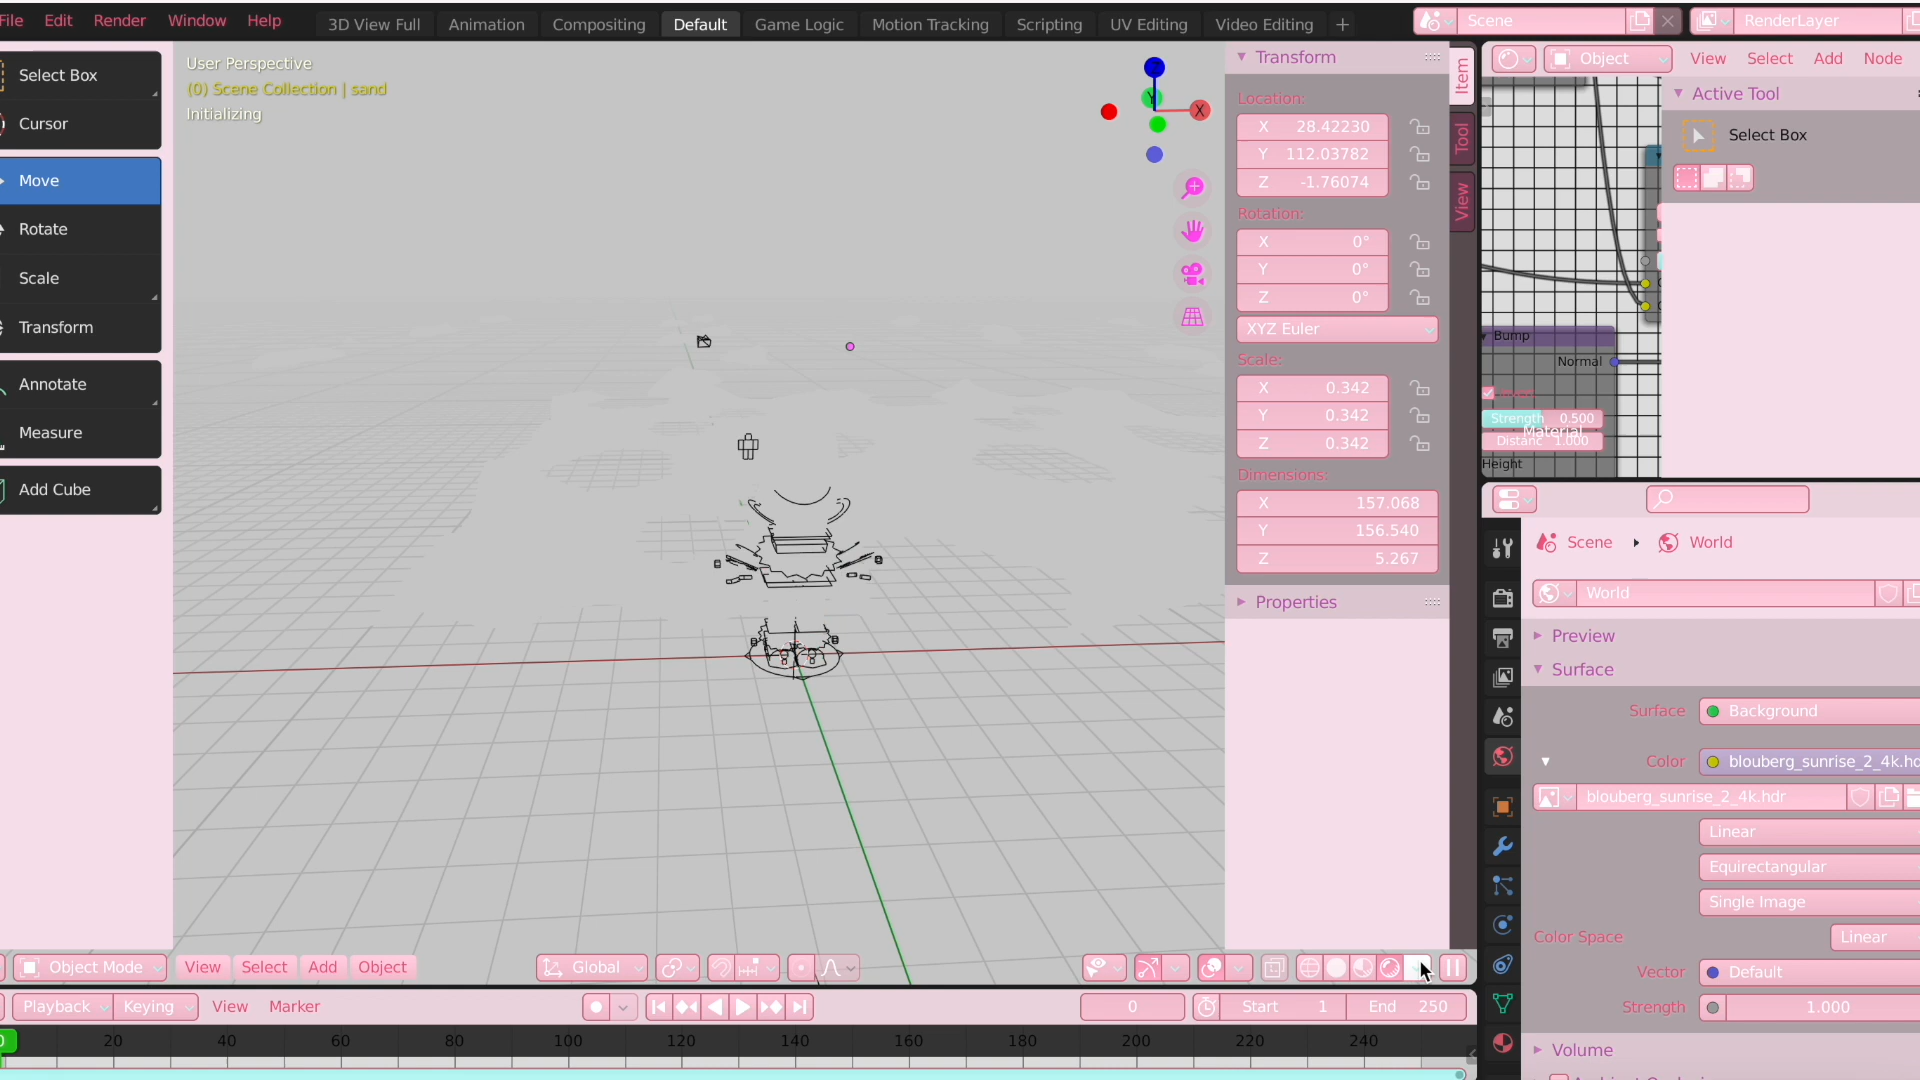 File Edit Render Window Help 3D View Full Animation Compositing Default Game Logic Motion Tracking Scripting UV Editing Video Editing + Scene RenderLayer
Select Box
Cursor
Move
Rotate
Scale
Transform
Annotate
Measure
Add Cube
User Perspective
(0) Scene Collection | sand
Initializing
Z
Y
X
Transform
Location:
X 28.42230
Y 112.03782
Z -1.76074
Rotation:
X 0°
Y 0°
Z 0°
XYZ Euler
Scale:
X 0.342
Y 0.342
Z 0.342
Dimensions:
X 157.068
Y 156.540
Z 5.267
Properties
Item
Tool
View
Object View Select Add Node
Active Tool
Select Box
Bump
Normal
Strength 0.500
Material
Distanc 1.000
Height
Scene World
World
Preview
Surface
Surface Background
Color blouberg_sunrise_2_4k.hd
blouberg_sunrise_2_4k.hdr
Linear
Equirectangular
Single Image
Color Space Linear
Vector Default
Strength 1.000
Volume
Object Mode View Select Add Object Global
Playback Keying View Marker 0 Start 1 End 250
0 20 40 60 80 100 120 140 160 180 200 220 240